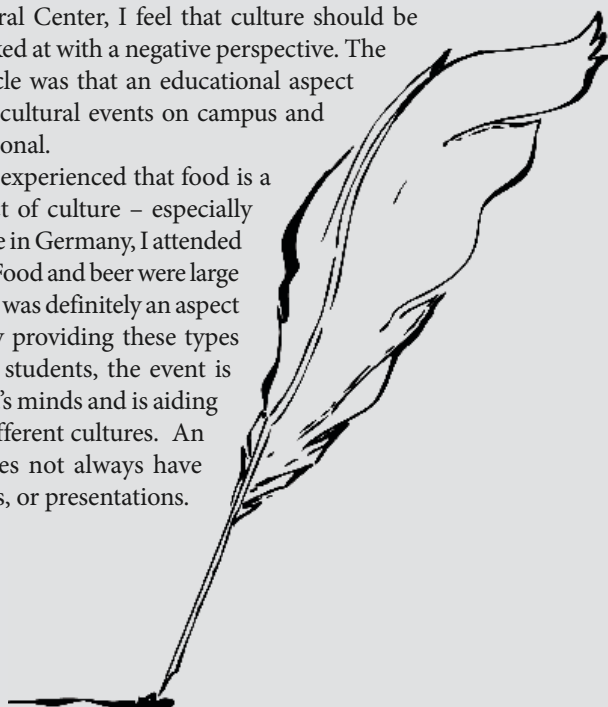 ral Center, I feel that culture should be
ked at with a negative perspective. The
cle was that an educational aspect
cultural events on campus and
onal.
experienced that food is a
t of culture – especially
e in Germany, I attended
Food and beer were large
was definitely an aspect
y providing these types
students, the event is
's minds and is aiding
fferent cultures. An
es not always have
s, or presentations.